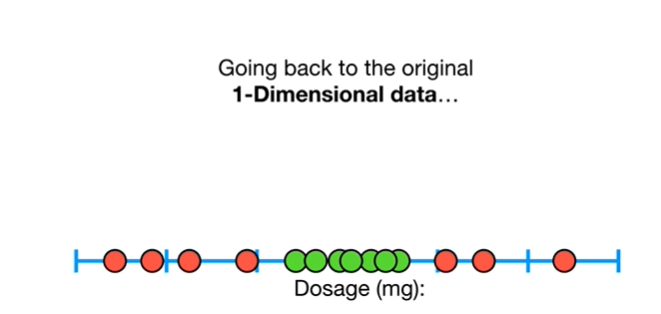 Going back to the original
1-Dimensional data…
Dosage (mg):